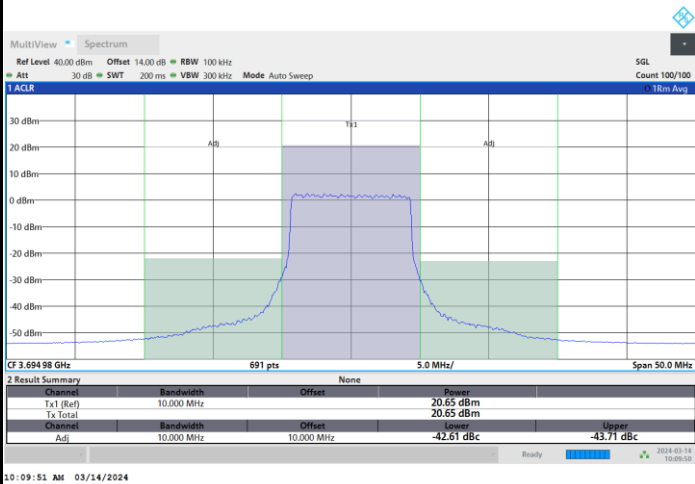 MultiView Spectrum
Ref Level 40.00 dBm Offset 14.00 dB RBW 100 kHz SGL
Att 30 dB SWT 200 ms VBW 300 kHz Mode Auto Sweep Count 100/100
1 ACLR 1Rm Avg
30 dBm
Tx1
20 dBm
Adj Adj
10 dBm
0 dBm
-10 dBm
-20 dBm
-30 dBm
-40 dBm
-50 dBm
CF 3.694 98 GHz 691 pts 5.0 MHz/ Span 50.0 MHz
2 Result Summary None
Channel Bandwidth Offset Power
Tx1 (Ref) 10.000 MHz 20.65 dBm
Tx Total 20.65 dBm
Channel Bandwidth Offset Lower Upper
Adj 10.000 MHz 10.000 MHz -42.61 dBc -43.71 dBc
Ready 2024-03-14
10:09:50
10:09:51 AM 03/14/2024